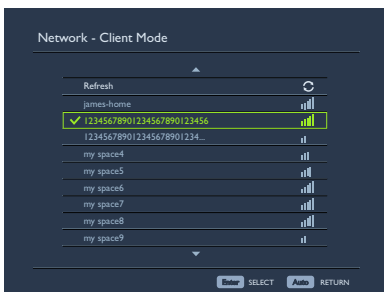 Network - Client Mode
Refresh
james-home
12345678901234567890123456
123456789012345678901234...
my space4
my space5
my space6
my space7
my space8
my space9
Enter SELECT Auto RETURN